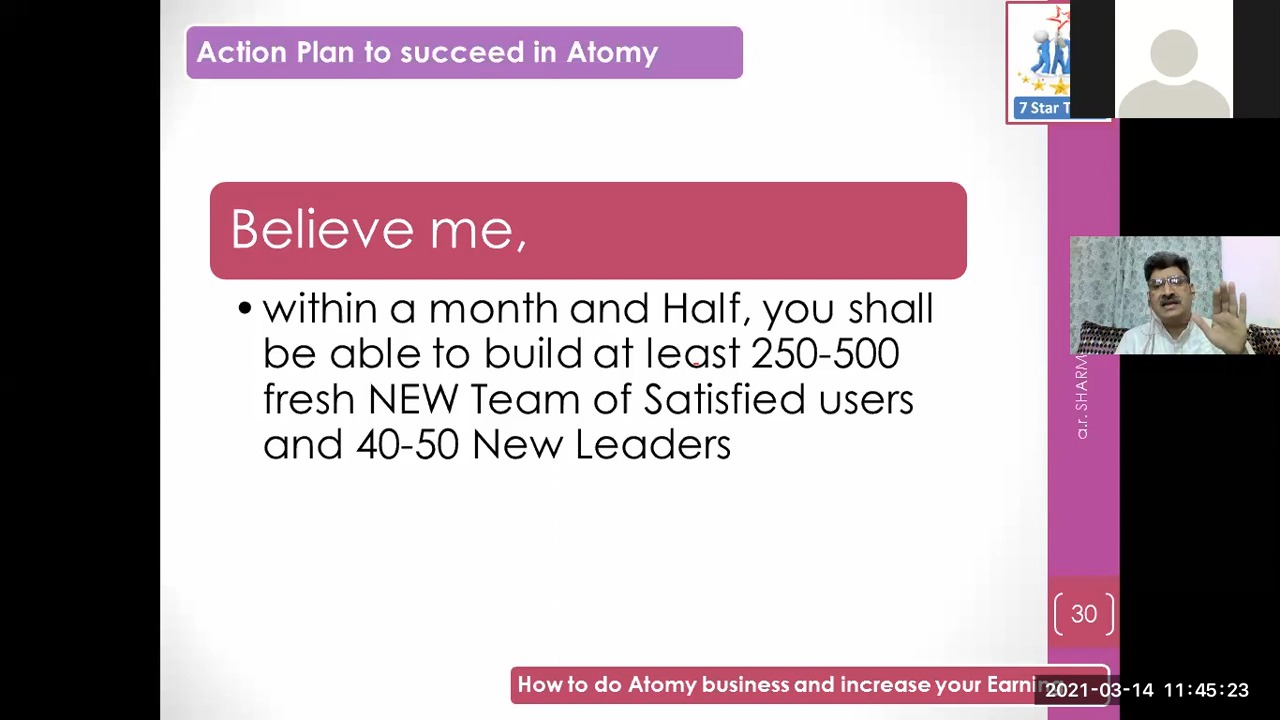 Action Plan to succeed in Atomy
7 Star
Believe me,
• within a month and Half, you shall
be able to build at least 250-500
fresh NEW Team of Satisfied users
and 40-50 New Leaders
a.r. SHARM
30
How to do Atomy business and increase your Earning
2021-03-14 11:45:23